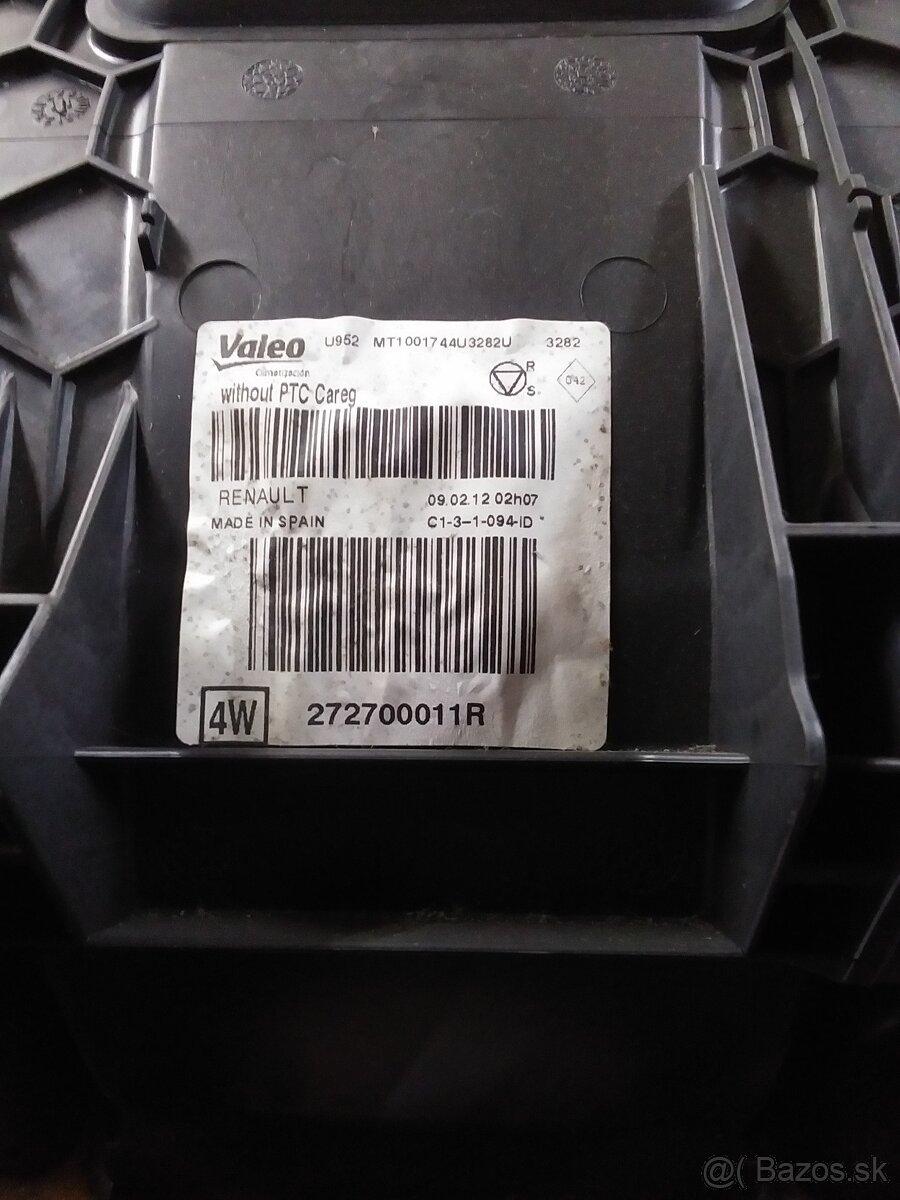 Valeo U952 MT1001744U3282U 3282
Climatización
without PTC Careg R S 042
RENAULT 09.02.12 02h07
MADE IN SPAIN C1-3-1-094-ID *
4W 272700011R
@( Bazos.sk